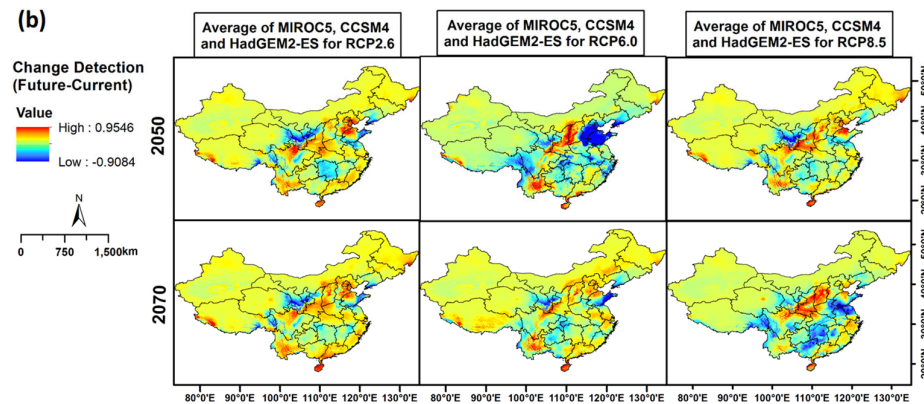 (b)
Average of MIROC5, CCSM4
and HadGEM2-ES for RCP2.6
Average of MIROC5, CCSM4
and HadGEM2-ES for RCP6.0
Average of MIROC5, CCSM4
and HadGEM2-ES for RCP8.5
Change Detection
(Future-Current)
Value
High : 0.9546
Low : -0.9084
N
0 750 1,500km
2050
2070
80°0'E 90°0'E 100°0'E 110°0'E 120°0'E 130°0'E
80°0'E 90°0'E 100°0'E 110°0'E 120°0'E 130°0'E
80°0'E 90°0'E 100°0'E 110°0'E 120°0'E 130°0'E